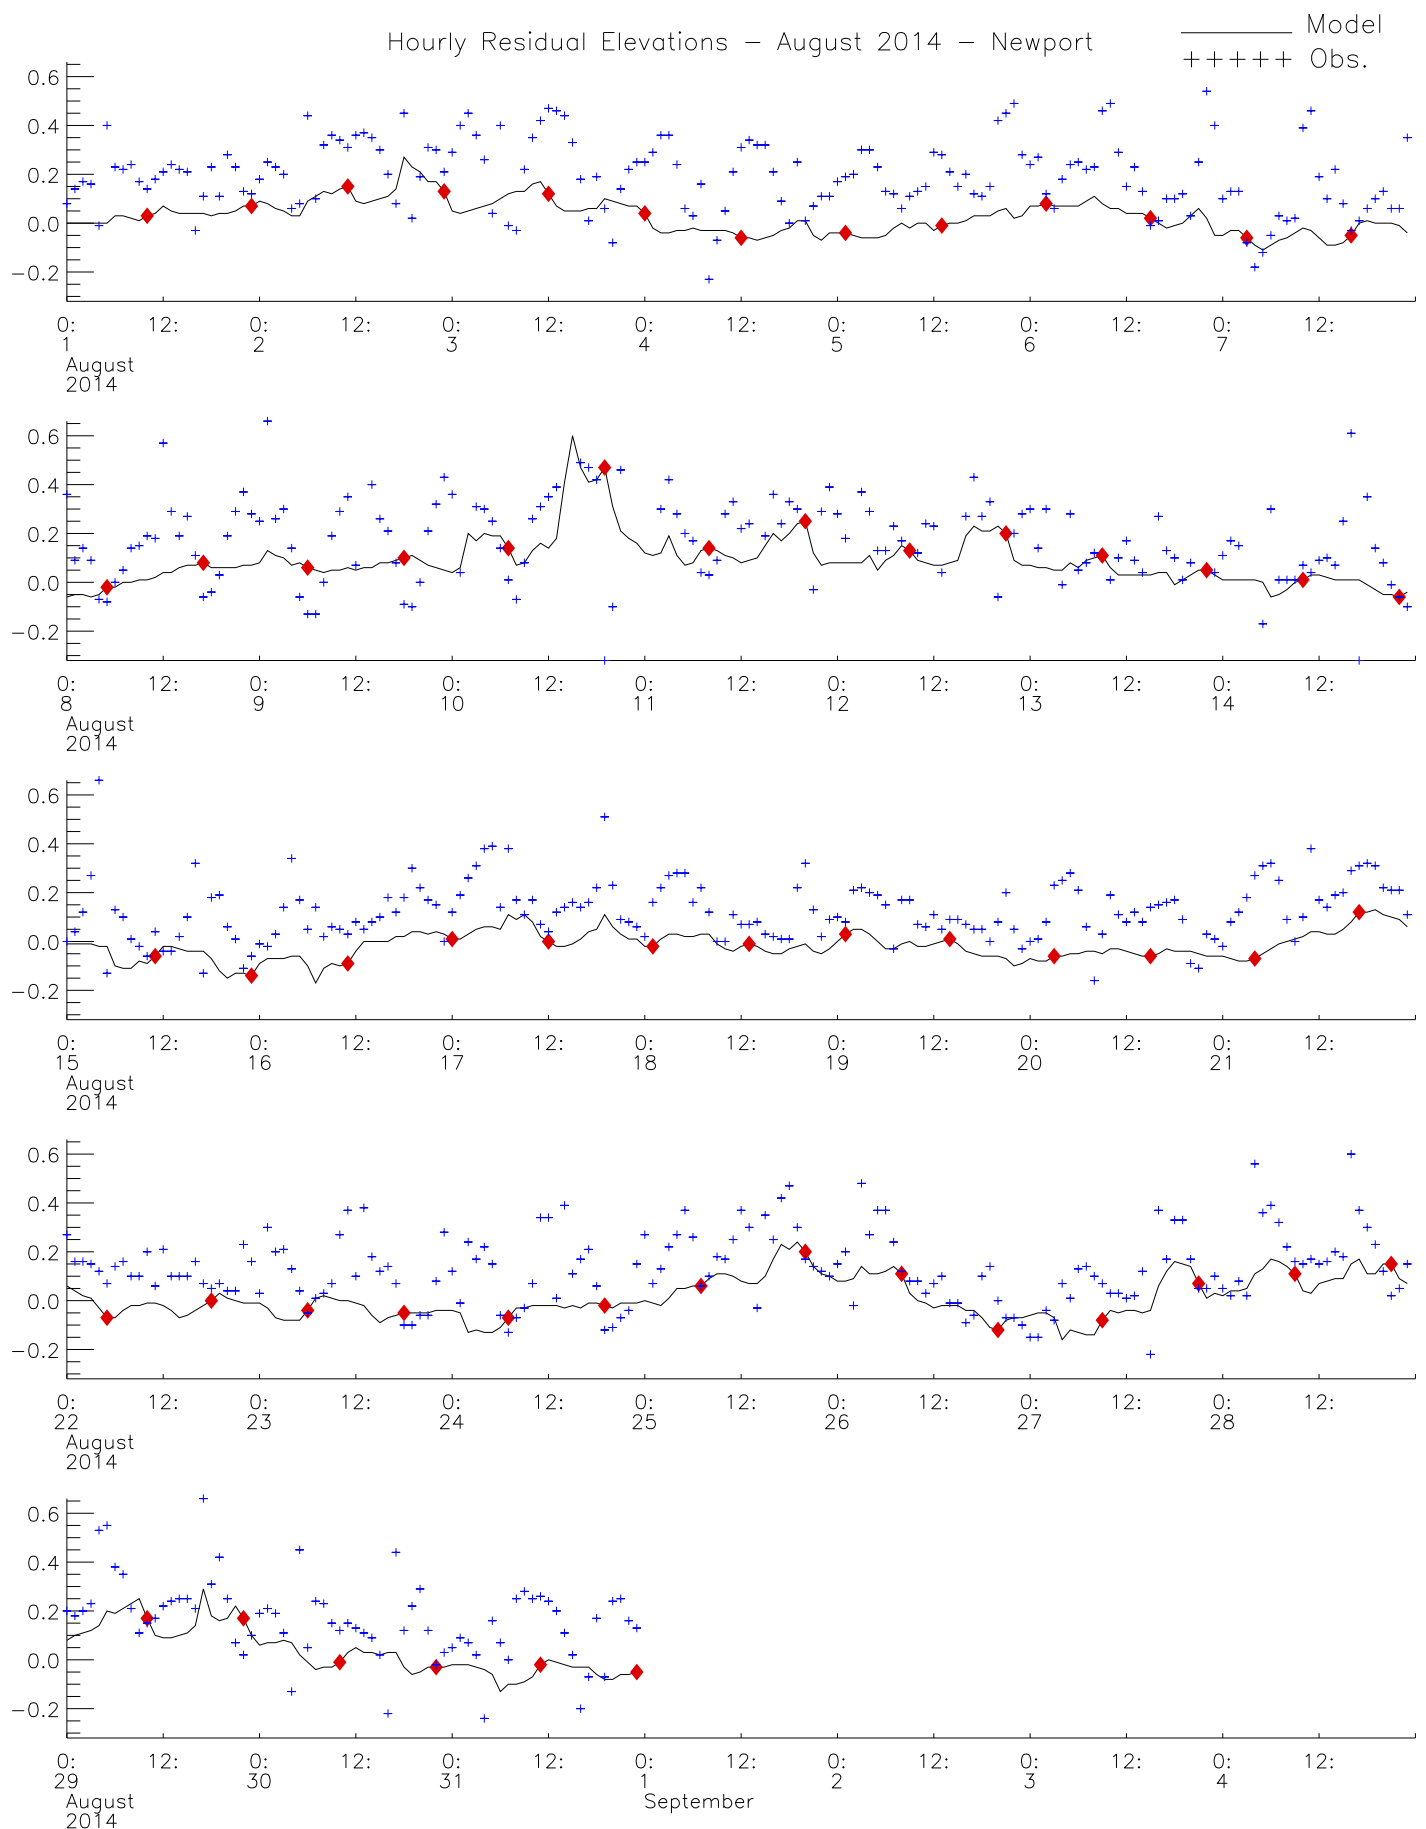 Hourly Residual Elevations – August 2014 – Newport
Model
+++++ Obs.
0.6
0.4
0.2
0.0
−0.2
0: 12: 0: 12: 0: 12: 0: 12: 0: 12: 0: 12: 0: 12:
1 2 3 4 5 6 7
August
2014
0.6
0.4
0.2
0.0
−0.2
0: 12: 0: 12: 0: 12: 0: 12: 0: 12: 0: 12: 0: 12:
8 9 10 11 12 13 14
August
2014
0.6
0.4
0.2
0.0
−0.2
0: 12: 0: 12: 0: 12: 0: 12: 0: 12: 0: 12: 0: 12:
15 16 17 18 19 20 21
August
2014
0.6
0.4
0.2
0.0
−0.2
0: 12: 0: 12: 0: 12: 0: 12: 0: 12: 0: 12: 0: 12:
22 23 24 25 26 27 28
August
2014
0.6
0.4
0.2
0.0
−0.2
0: 12: 0: 12: 0: 12: 0: 12: 0: 12: 0: 12: 0: 12:
29 30 31 1 2 3 4
August September
2014